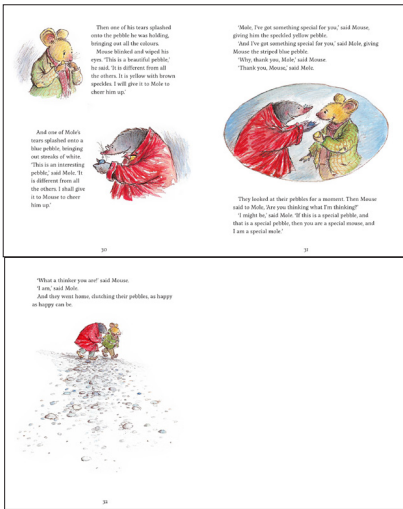 Then one of his tears splashed
onto the pebble he was holding,
bringing out all the colours.
Mouse blinked and wiped his
eyes. 'This is a beautiful pebble,'
he said. 'It is different from all
the others. It is yellow with brown
speckles. I will give it to Mole to
cheer him up.'
And one of Mole's
tears splashed onto a
blue pebble, bringing
out streaks of white.
'This is an interesting
pebble,' said Mole. 'It
is different from all
the others. I shall give
it to Mouse to cheer
him up.'
30
'Mole, I've got something special for you,' said Mouse,
giving him the speckled yellow pebble.
'And I've got something special for you,' said Mole, giving
Mouse the striped blue pebble.
'Why, thank you, Mole,' said Mouse.
'Thank you, Mouse,' said Mole.
They looked at their pebbles for a moment. Then Mouse
said to Mole, 'Are you thinking what I'm thinking?'
'I might be,' said Mole. 'If this is a special pebble, and
that is a special pebble, then you are a special mouse, and
I am a special mole.'
31
'What a thinker you are!' said Mouse.
'I am,' said Mole.
And they went home, clutching their pebbles, as happy
as happy can be.
32